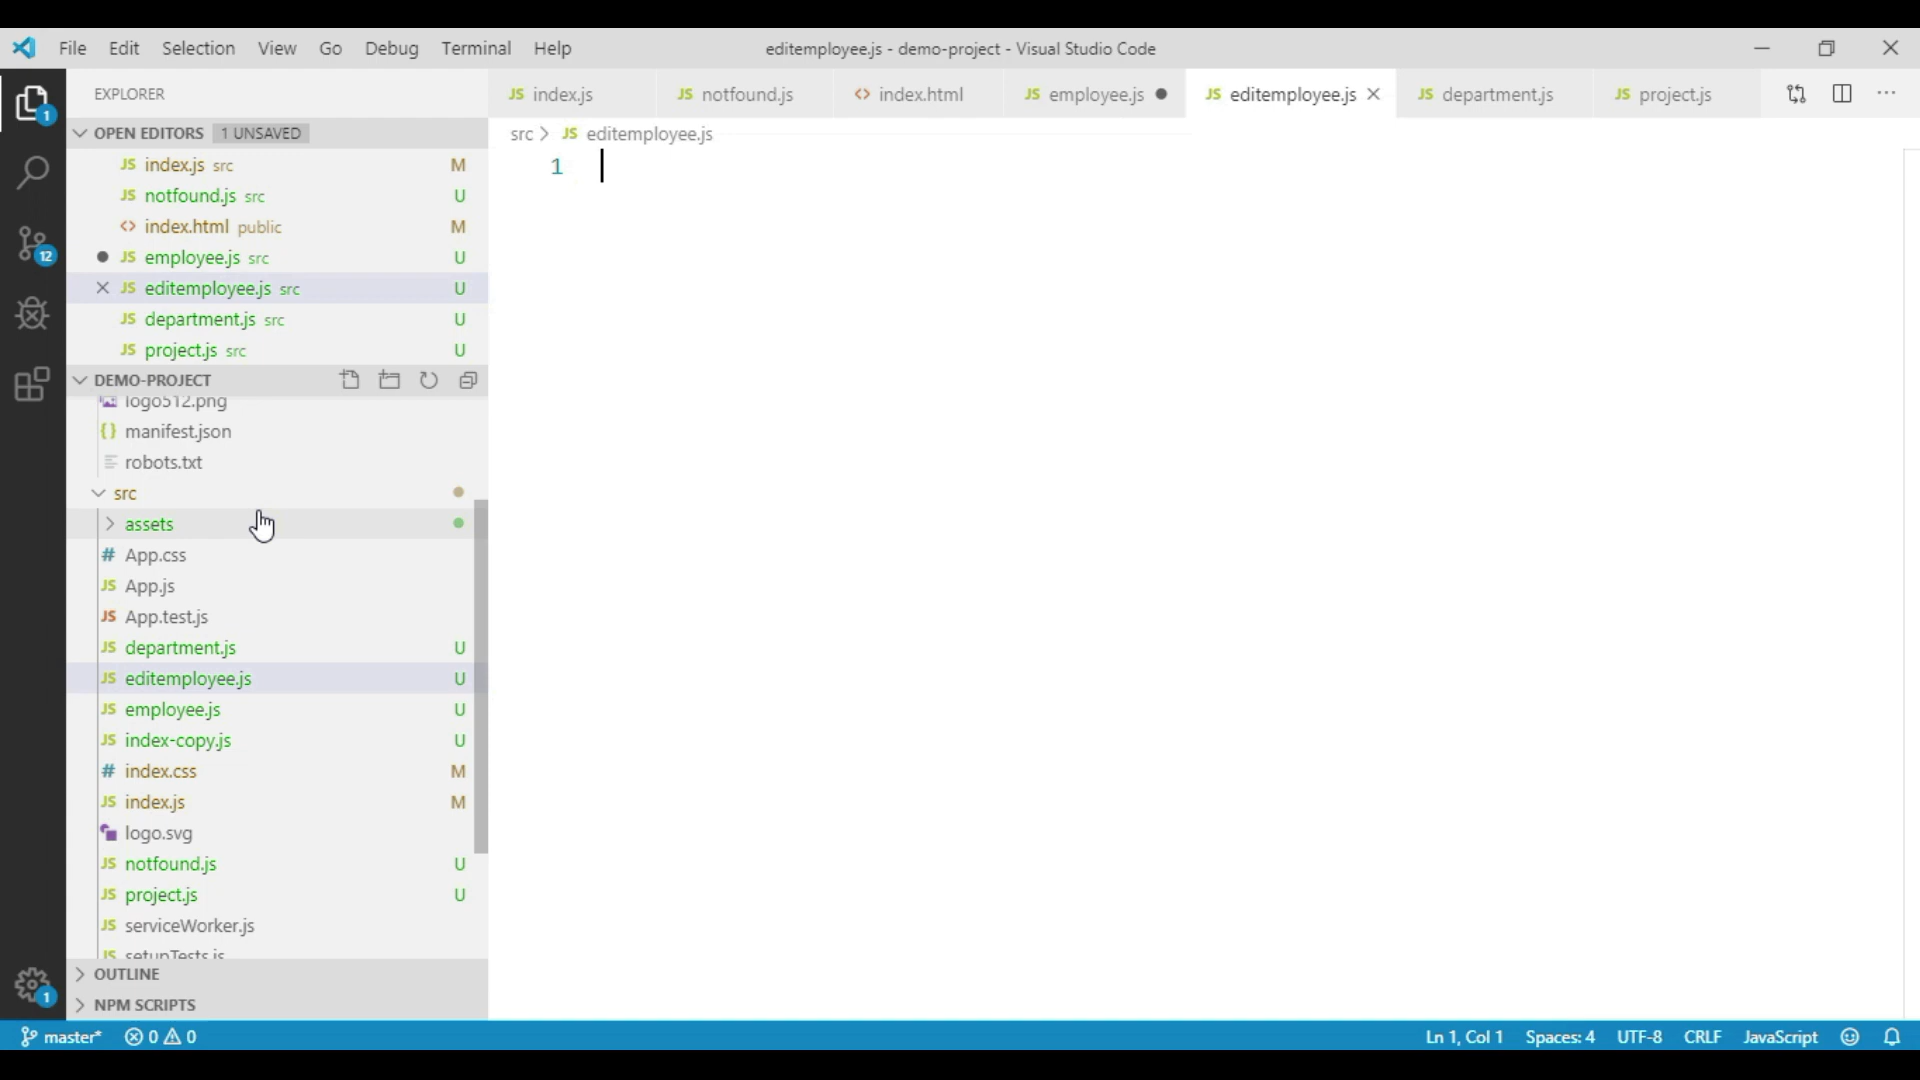 File Edit Selection View Go Debug Terminal Help editemployee.js - demo-project - Visual Studio Code
EXPLORER
JS index.js JS notfound.js <> index.html JS employee.js JS editemployee.js JS department.js JS project.js
OPEN EDITORS 1 UNSAVED
src JS editemployee.js
JS index.js src M
JS notfound.js src U
<> index.html public M
JS employee.js src U
JS editemployee.js src U
JS department.js src U
JS project.js src U
1
DEMO-PROJECT
logo512.png
{} manifest.json
robots.txt
src
assets
# App.css
JS App.js
JS App.test.js
JS department.js U
JS editemployee.js U
JS employee.js U
JS index-copy.js U
# index.css M
JS index.js M
logo.svg
JS notfound.js U
JS project.js U
JS serviceWorker.js
JS setupTests.js
OUTLINE
NPM SCRIPTS
1
12
1
master* 0 0 Ln 1, Col 1 Spaces: 4 UTF-8 CRLF JavaScript